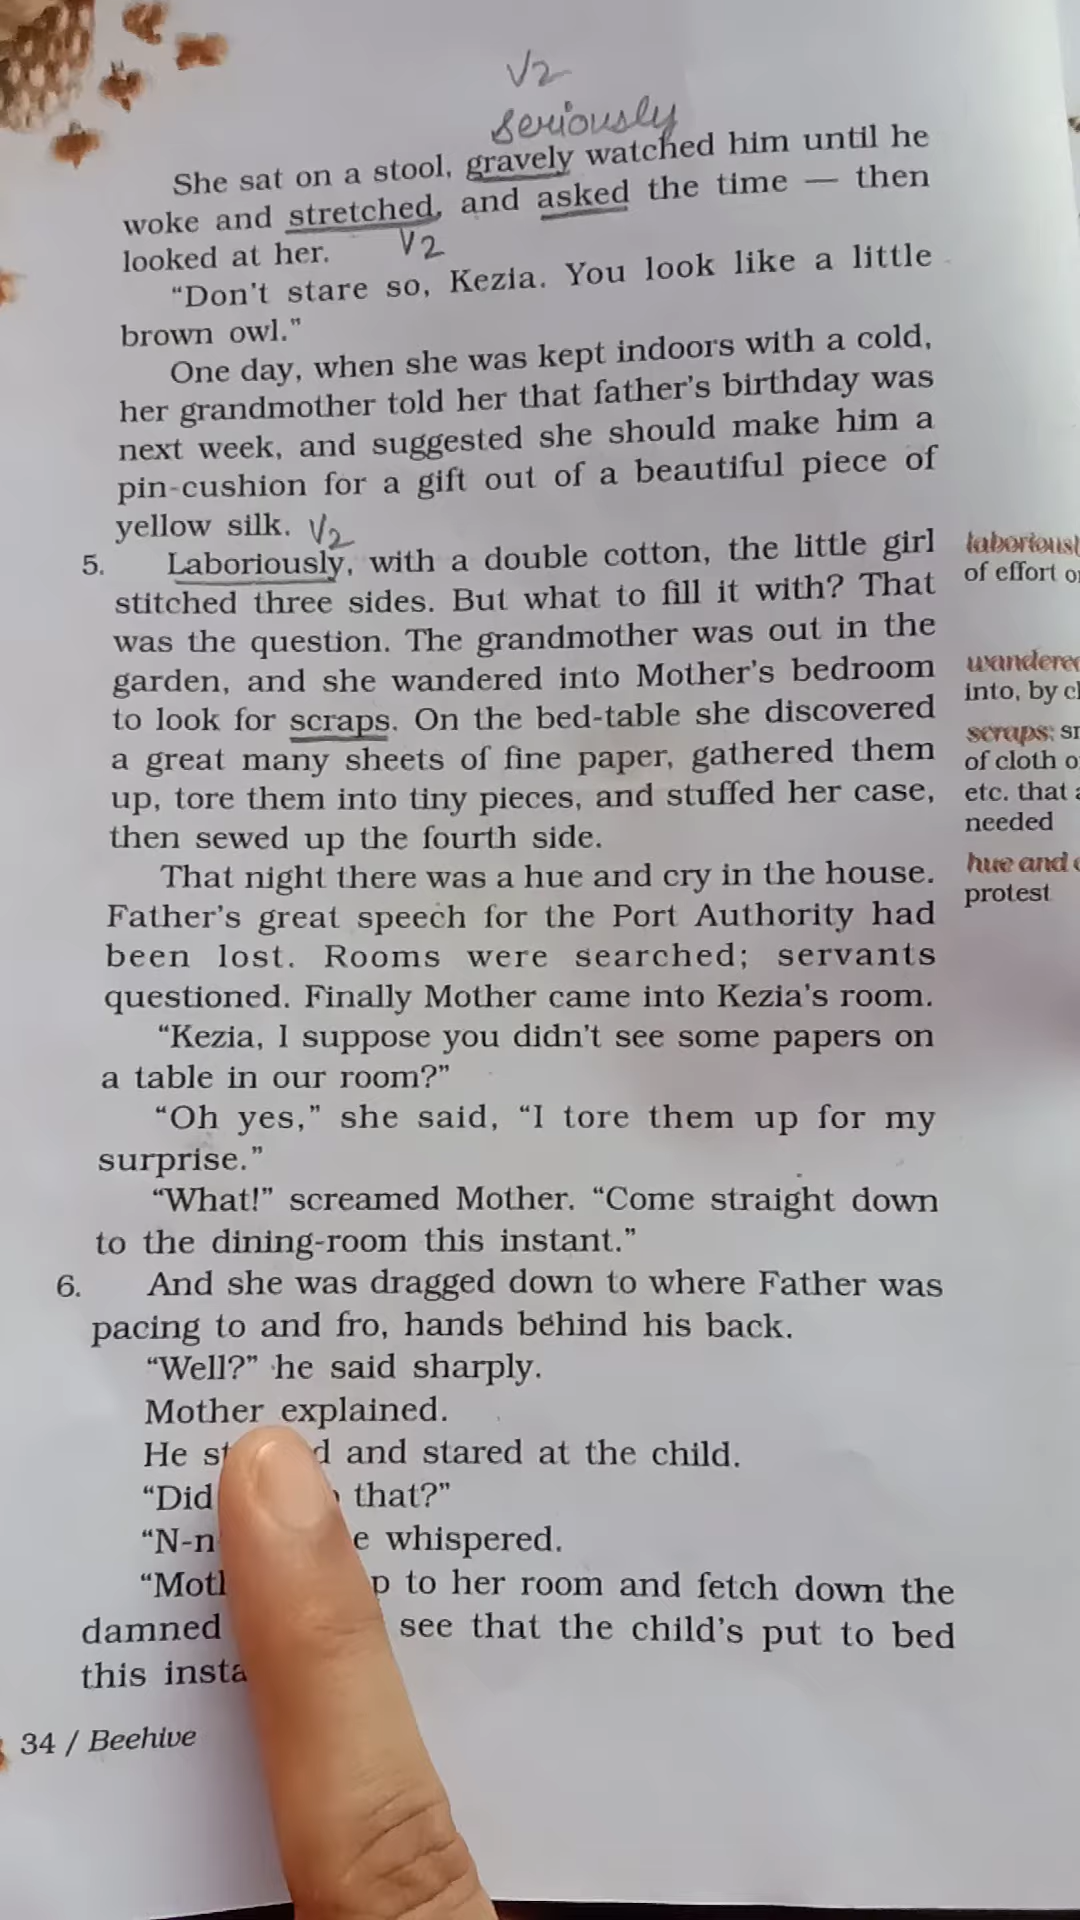 V2
seriously
She sat on a stool, gravely watched him until he
woke and stretched, and asked the time — then
looked at her. V2
“Don't stare so, Kezia. You look like a little
brown owl.”
One day, when she was kept indoors with a cold,
her grandmother told her that father's birthday was
next week, and suggested she should make him a
pin-cushion for a gift out of a beautiful piece of
yellow silk. V2
5. Laboriously, with a double cotton, the little girl
stitched three sides. But what to fill it with? That
was the question. The grandmother was out in the
garden, and she wandered into Mother's bedroom
to look for scraps. On the bed-table she discovered
a great many sheets of fine paper, gathered them
up, tore them into tiny pieces, and stuffed her case,
then sewed up the fourth side.
That night there was a hue and cry in the house.
Father's great speech for the Port Authority had
been lost. Rooms were searched; servants
questioned. Finally Mother came into Kezia's room.
“Kezia, I suppose you didn't see some papers on
a table in our room?”
“Oh yes,” she said, “I tore them up for my
surprise.”
“What!” screamed Mother. “Come straight down
to the dining-room this instant.”
6. And she was dragged down to where Father was
pacing to and fro, hands behind his back.
“Well?” he said sharply.
Mother explained.
He and stared at the child.
“Did that?”
“N-n whispered.
to her room and fetch down the
damned see that the child's put to bed
this
34 / Beehive
of effort
into, by
scraps:
of cloth
etc. that
needed
hue and
protest